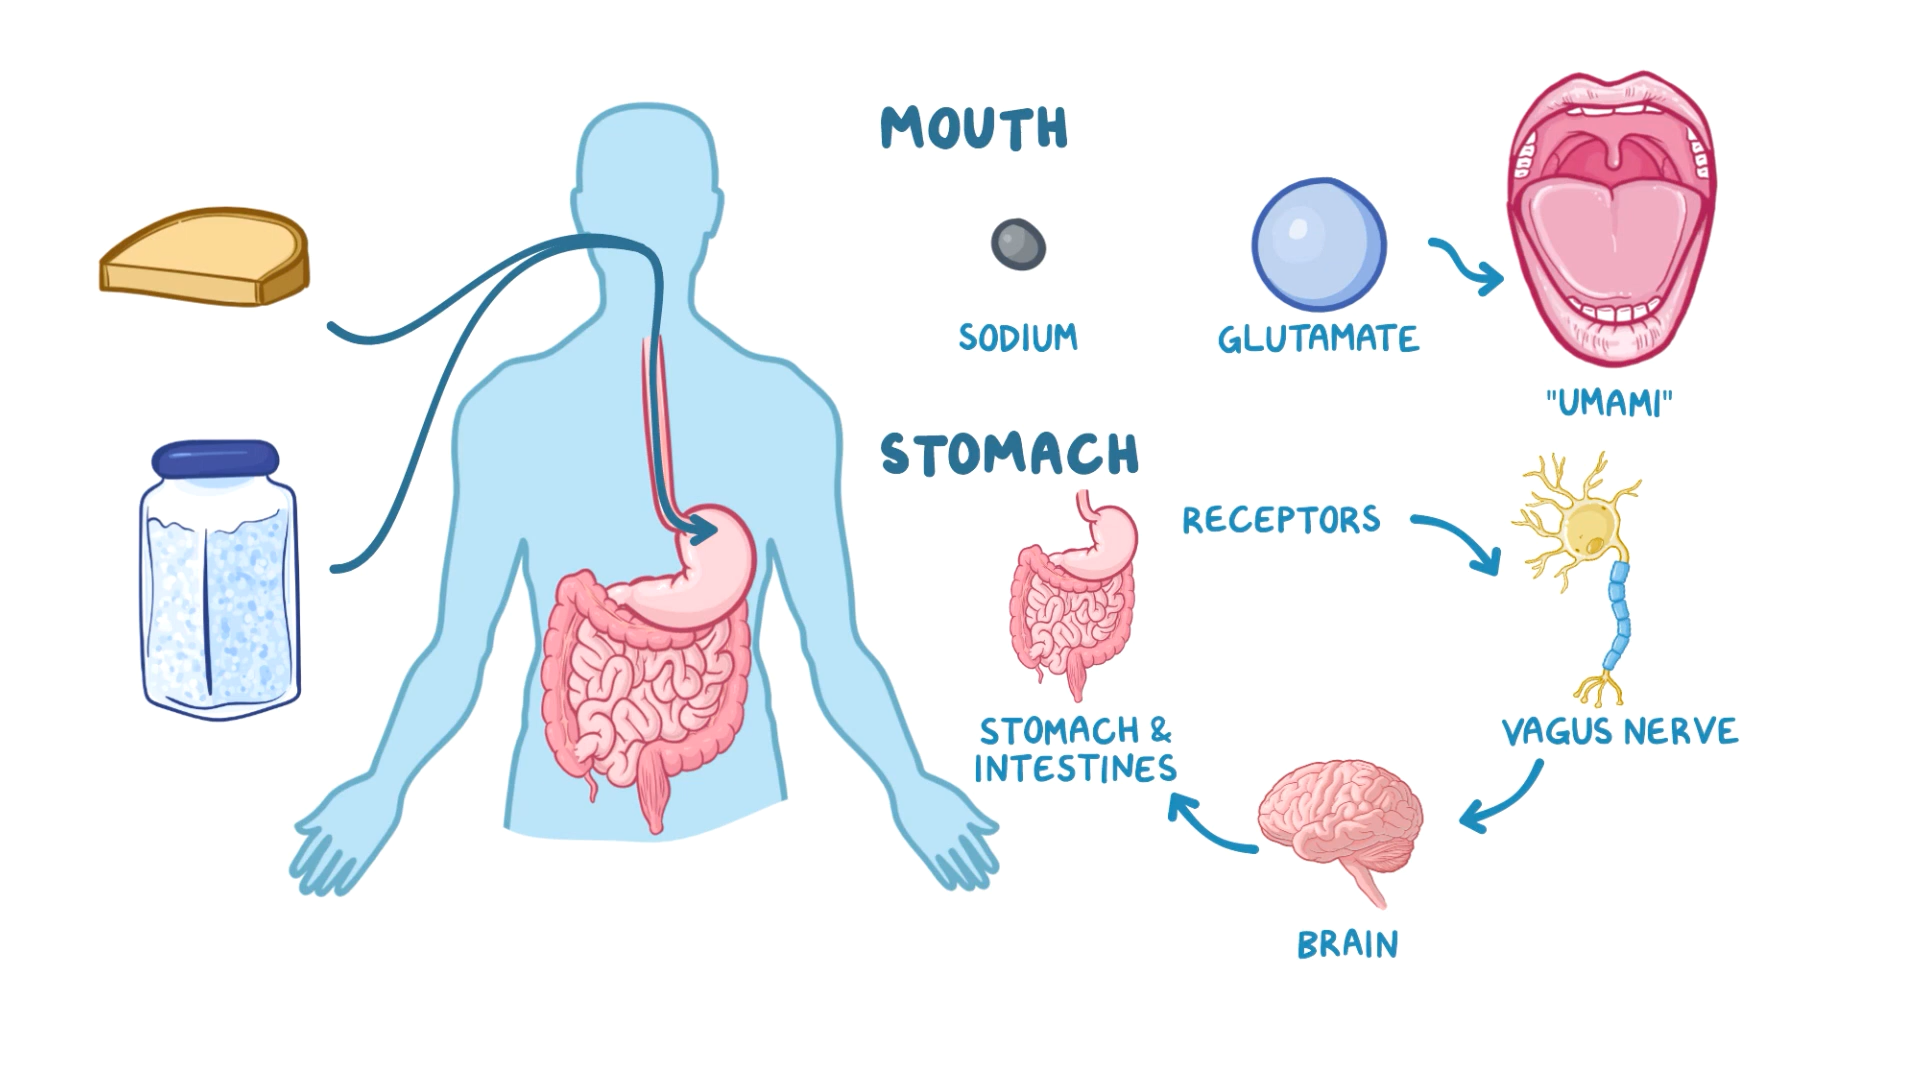 MOUTH
SODIUM
GLUTAMATE
"UMAMI"
STOMACH
RECEPTORS
STOMACH &
INTESTINES
VAGUS NERVE
BRAIN